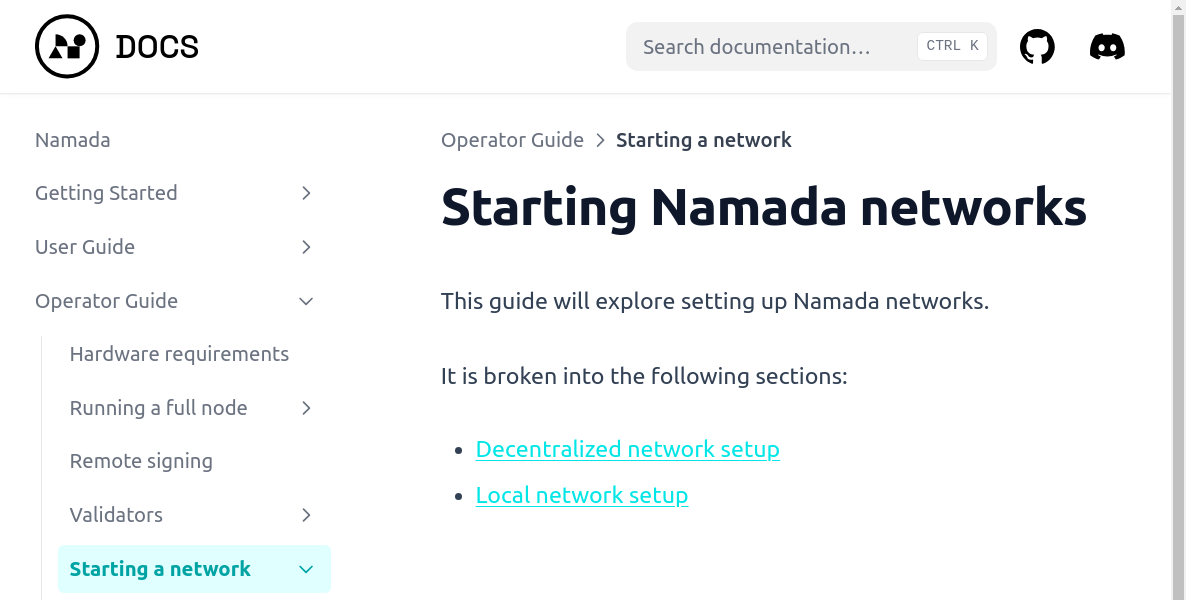 DOCS
Search documentation…
CTRL K
Namada
Getting Started
User Guide
Operator Guide
Hardware requirements
Running a full node
Remote signing
Validators
Starting a network
Operator Guide
Starting a network
Starting Namada networks
This guide will explore setting up Namada networks.
It is broken into the following sections:
Decentralized network setup
Local network setup